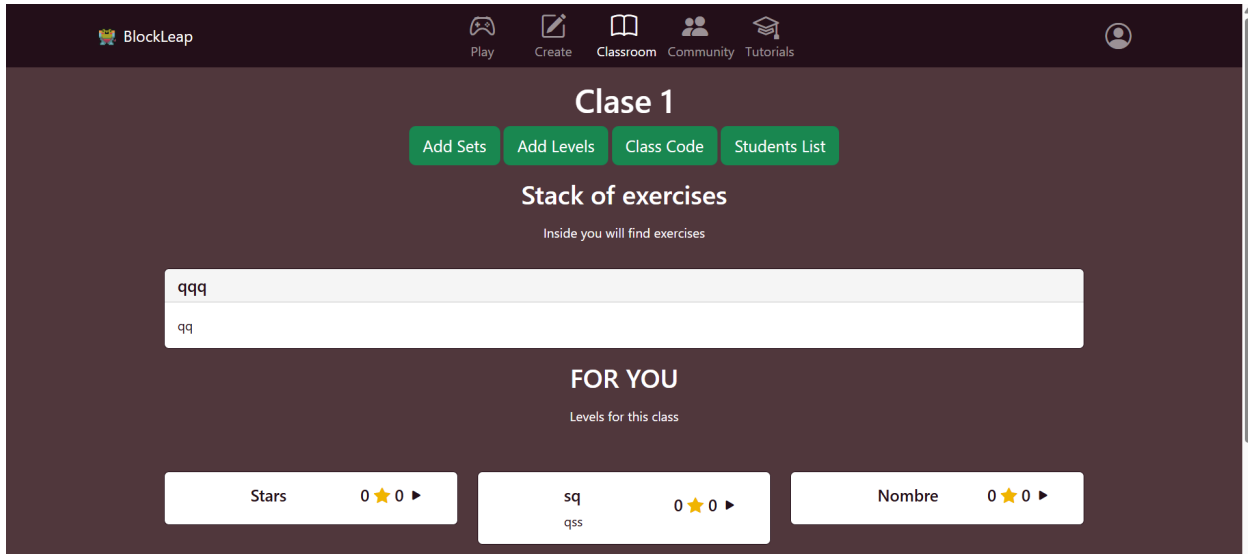 BlockLeap
Play Create Classroom Community Tutorials
Clase 1
Add Sets Add Levels Class Code Students List
Stack of exercises
Inside you will find exercises
qqq
qq
FOR YOU
Levels for this class
Stars 0 0
sq 0 0
qss
Nombre 0 0